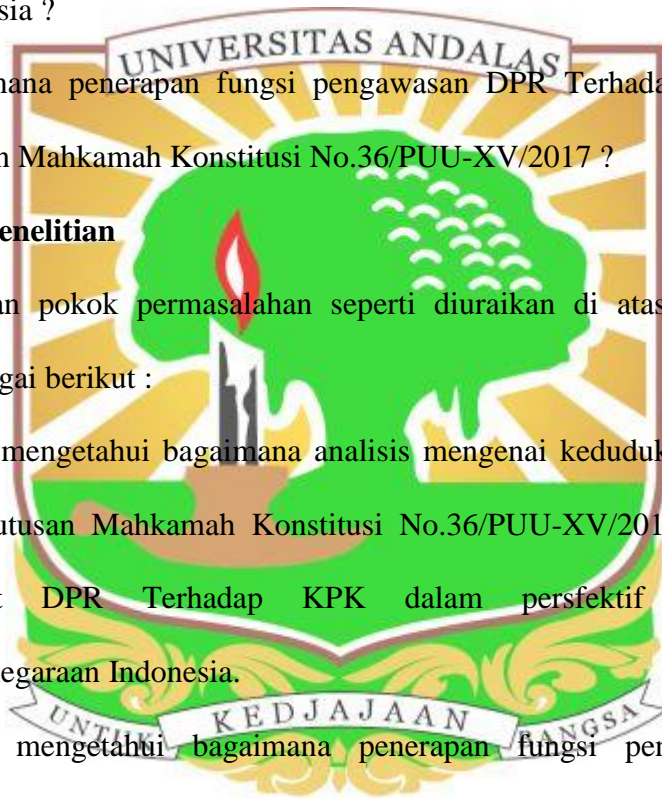 sia ?
UNIVERSITAS ANDALAS
mana penerapan fungsi pengawasan DPR Terhada
n Mahkamah Konstitusi No.36/PUU-XV/2017 ?
enelitian
an pokok permasalahan seperti diuraikan di atas
gai berikut :
mengetahui bagaimana analisis mengenai keduduk
utusan Mahkamah Konstitusi No.36/PUU-XV/201
t DPR Terhadap KPK dalam persfektif
egaraan Indonesia.
UNTUK KEDJAJAAN BANGSA
mengetahui bagaimana penerapan fungsi per